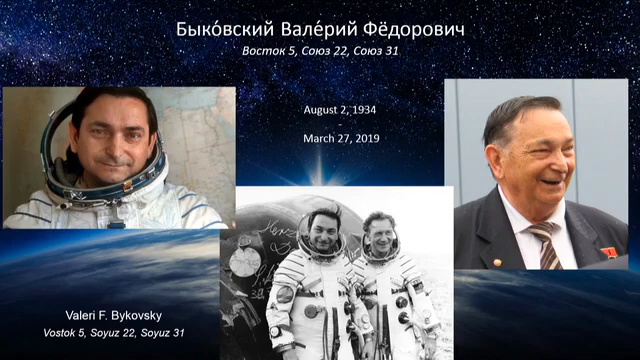 Быко́вский Вале́рий Фёдорович
Восток 5, Союз 22, Союз 31
August 2, 1934
March 27, 2019
Valeri F. Bykovsky
Vostok 5, Soyuz 22, Soyuz 31